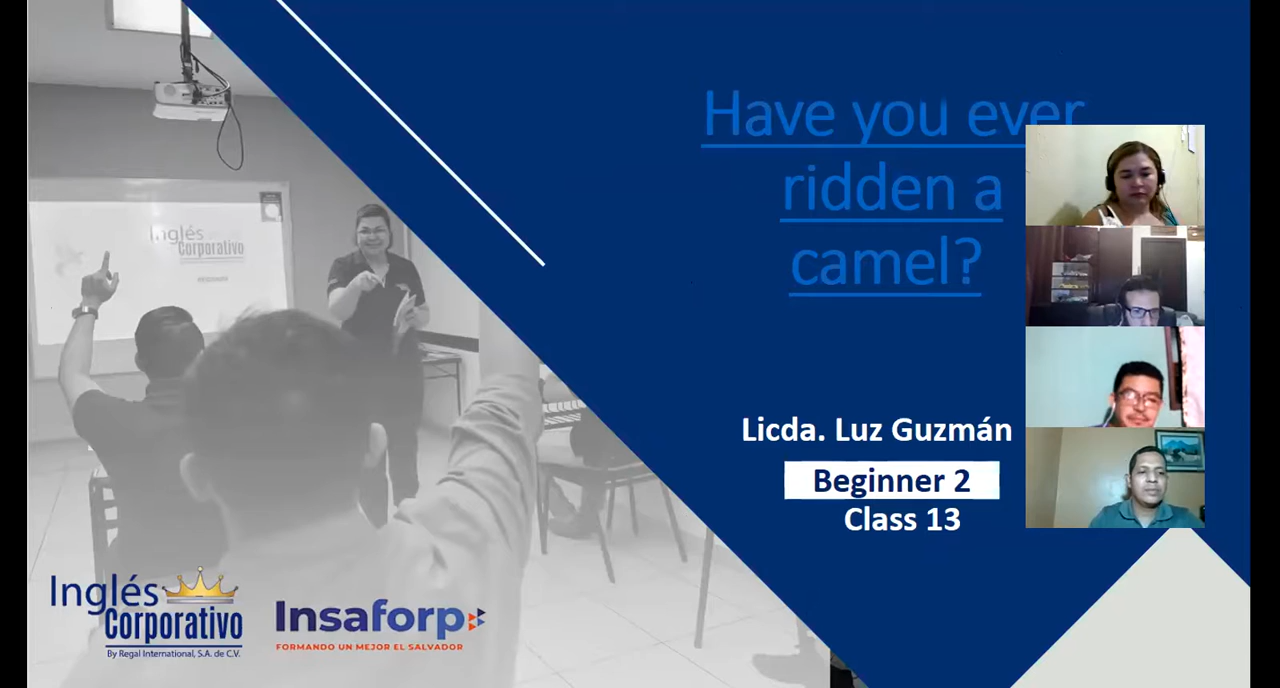 Have you ever
ridden a
camel?
Licda. Luz Guzmán
Beginner 2
Class 13
Inglés
Corporativo
Inglés
Corporativo
By Regal International, S.A. de C.V.
Insaforp
FORMANDO UN MEJOR EL SALVADOR